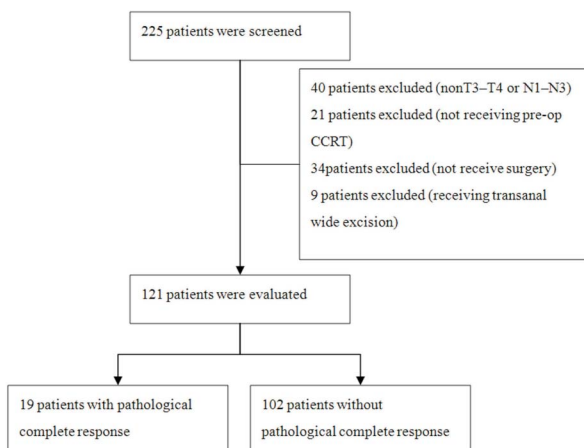 225 patients were screened
40 patients excluded (nonT3–T4 or N1–N3)
21 patients excluded (not receiving pre-op
CCRT)
34patients excluded (not receive surgery)
9 patients excluded (receiving transanal
wide excision)
121 patients were evaluated
19 patients with pathological
complete response
102 patients without
pathological complete response